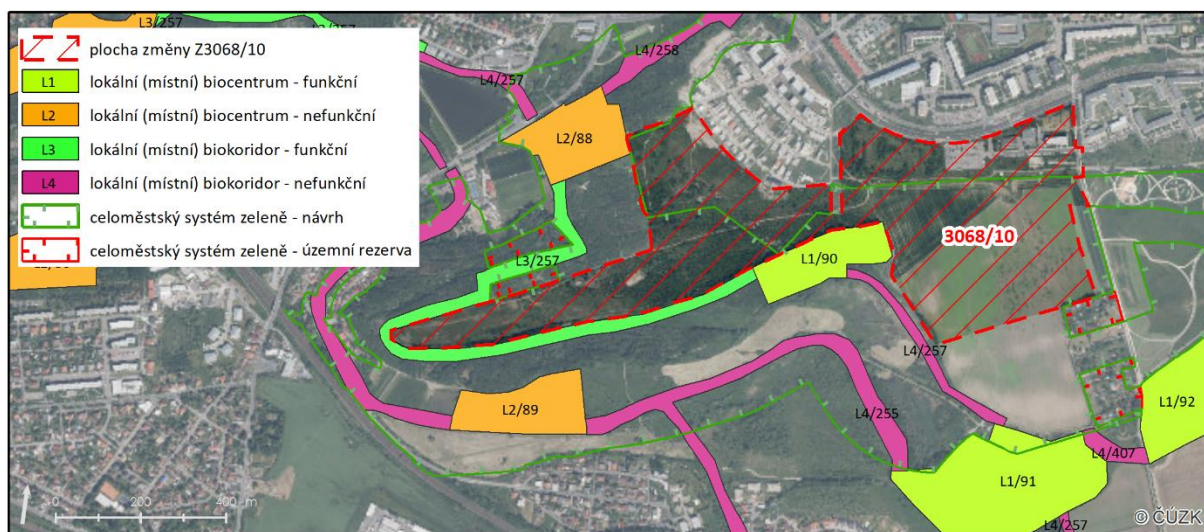 L3/257
L4/258
L4/257
plocha změny Z3068/10
L1 lokální (místní) biocentrum - funkční
L2 lokální (místní) biocentrum - nefunkční
L3 lokální (místní) biokoridor - funkční
L4 lokální (místní) biokoridor - nefunkční
celoměstský systém zeleně - návrh
celoměstský systém zeleně - územní rezerva
L2/88
3068/10
L3/257
L1/90
L4/257
L2/89
L4/255
L1/92
L4/407
L1/91
L4/257
0 200 400 m
© ČÚZK